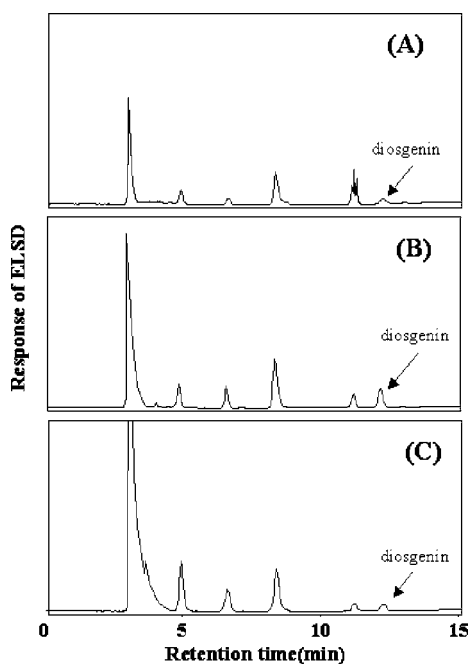 (A)
diosgenin
(B)
diosgenin
(C)
diosgenin
Response of ELSD
0 5 10 15
Retention time(min)